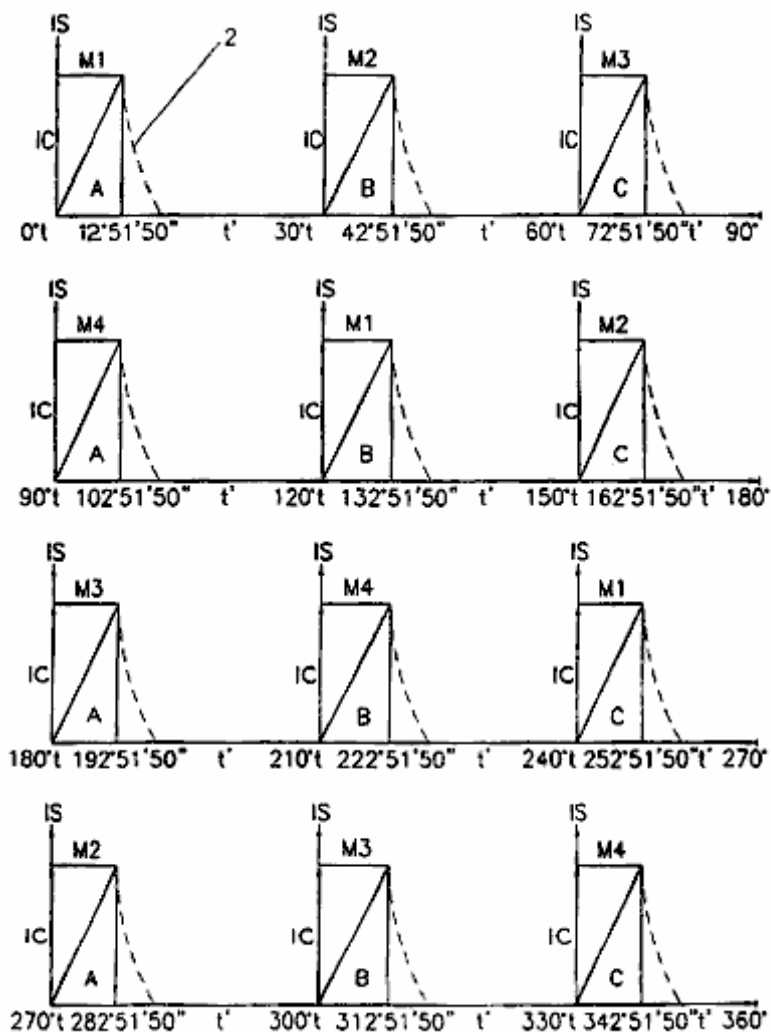 IS IS IS
2
M1 M2 M3
IC IC IC
A B C
0°t 12°51'50" t' 30°t 42°51'50" t' 60°t 72°51'50"t' 90°
IS IS IS
M4 M1 M2
IC IC IC
A B C
90°t 102°51'50" t' 120°t 132°51'50" t' 150°t 162°51'50"t' 180°
IS IS IS
M3 M4 M1
IC IC IC
A B C
180°t 192°51'50" t' 210°t 222°51'50" t' 240°t 252°51'50"t' 270°
IS IS IS
M2 M3 M4
IC IC IC
A B C
270°t 282°51'50" t' 300°t 312°51'50" t' 330°t 342°51'50"t' 360°